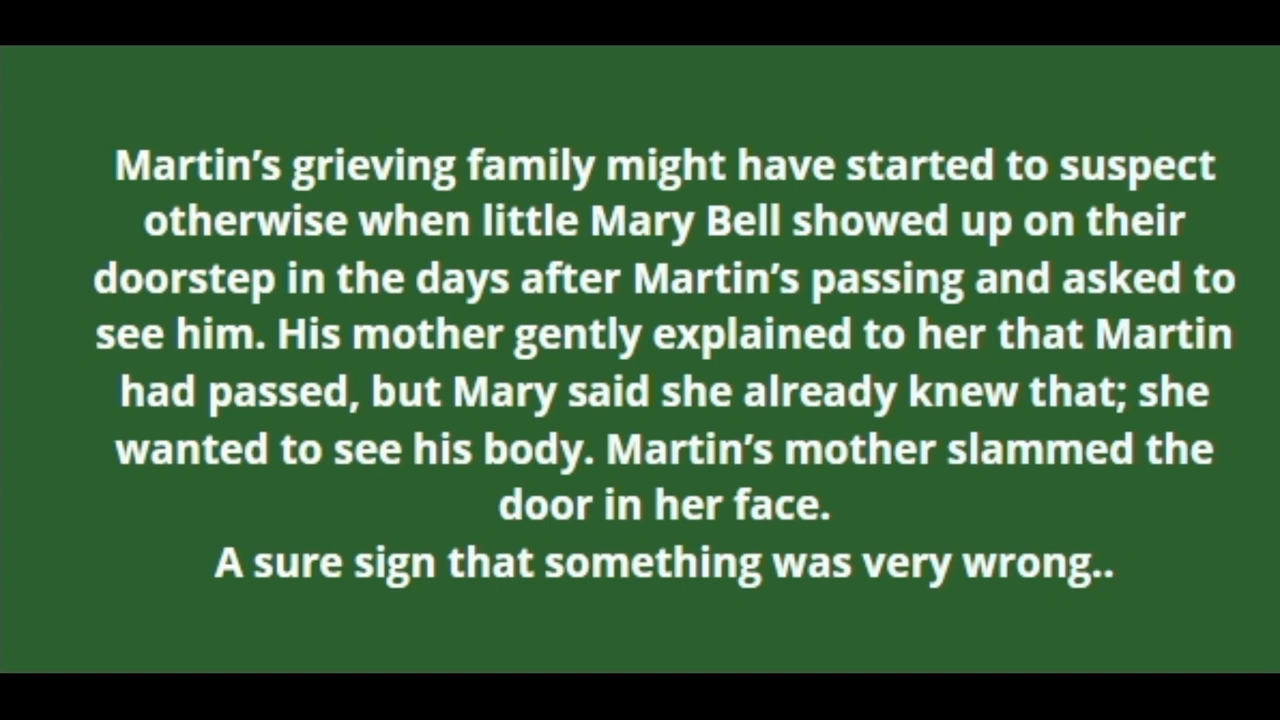 Martin’s grieving family might have started to suspect
otherwise when little Mary Bell showed up on their
doorstep in the days after Martin’s passing and asked to
see him. His mother gently explained to her that Martin
had passed, but Mary said she already knew that; she
wanted to see his body. Martin’s mother slammed the
door in her face.
A sure sign that something was very wrong..